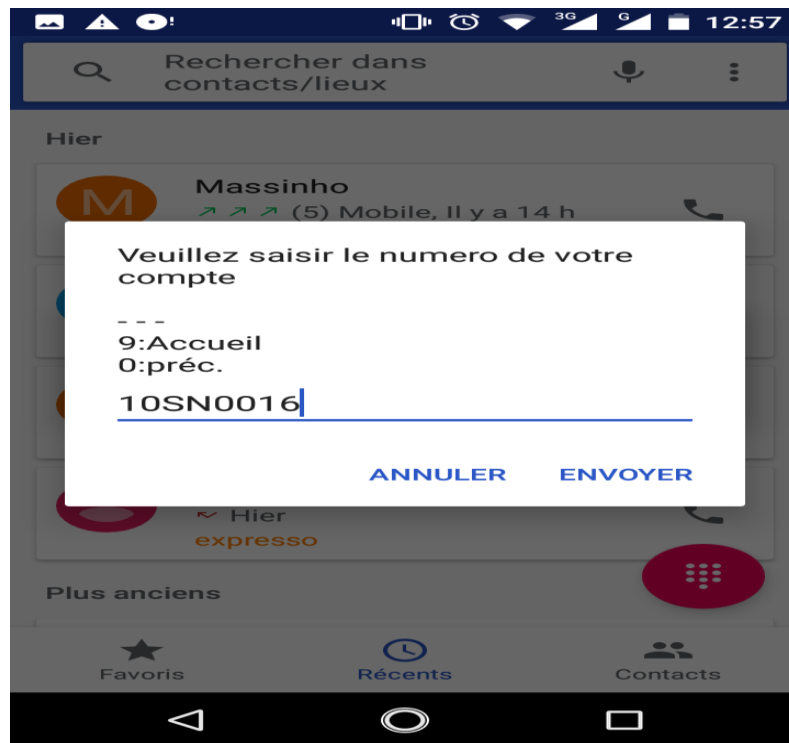 3G G 12:57
Rechercher dans
contacts/lieux
Hier
M
Massinho
(5) Mobile, Il y a 14 h
Veuillez saisir le numero de votre
compte
- - -
9:Accueil
0:préc.
10SN0016
ANNULER ENVOYER
Hier
expresso
Plus anciens
Favoris Récents Contacts